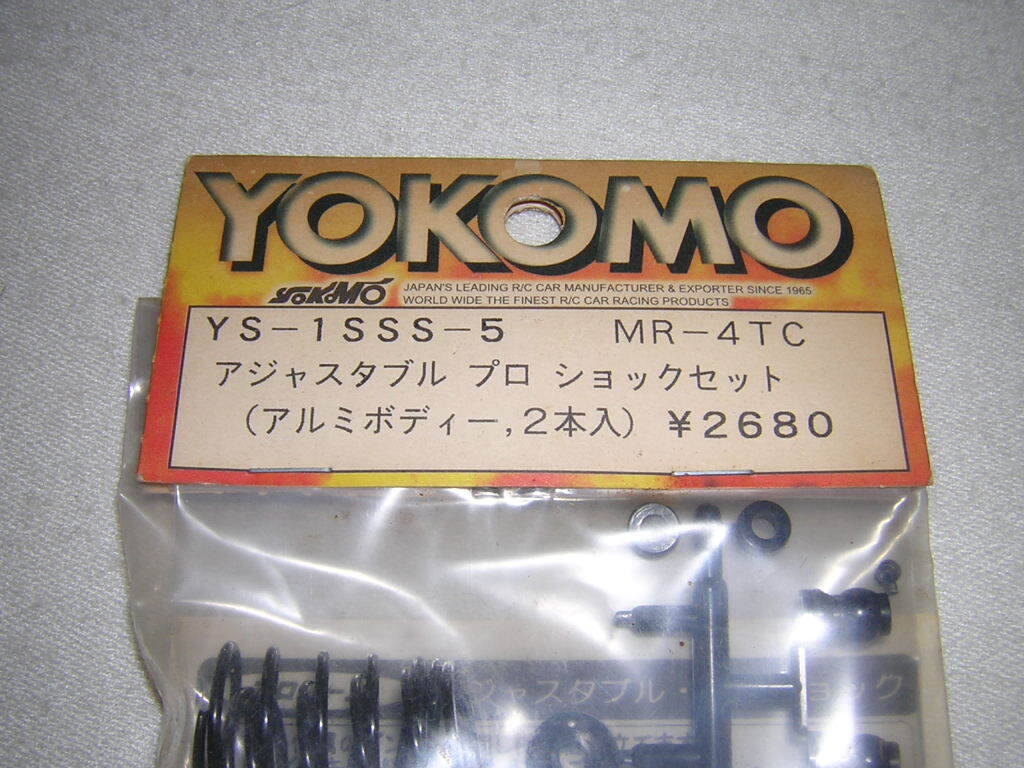 YOKOMO
YOKOMO
JAPAN'S LEADING R/C CAR MANUFACTURER & EXPORTER SINCE 1965
WORLD WIDE THE FINEST R/C CAR RACING PRODUCTS
YS-1SSS-5 MR-4TC
アジャスタブル プロ ショックセット
(アルミボディー,2本入) ¥2680
ジャスタブル・ ョック